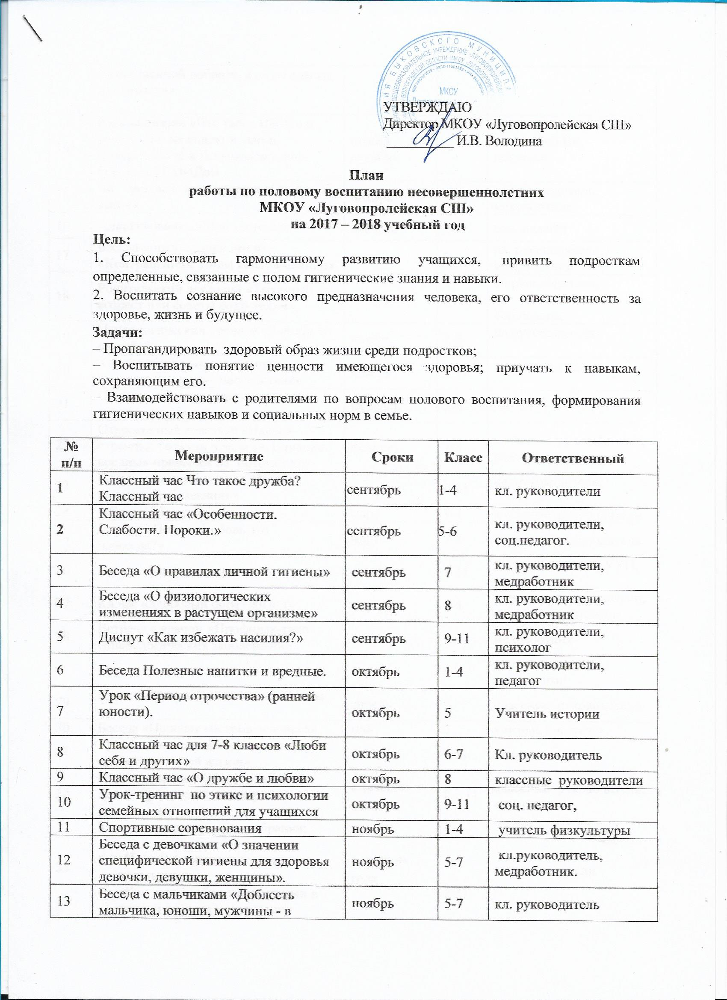 ИЯ БЫКОВСКОГО МУНИЦИПА
ОБЩЕОБРАЗОВАТЕЛЬНОЕ УЧРЕЖДЕНИЕ «ЛУГОВОПРОЛЕЙСКА
ВОЛГОГРАДСКОЙ ОБЛАСТИ (МКОУ «ЛУГОВОПРОЛЕЙ
МКОУ
УТВЕРЖДАЮ
Директор МКОУ «Луговопролейская СШ»
И.В. Володина
План
работы по половому воспитанию несовершеннолетних
МКОУ «Луговопролейская СШ»
на 2017 – 2018 учебный год
Цель:
1. Способствовать гармоничному развитию учащихся, привить подросткам
определенные, связанные с полом гигиенические знания и навыки.
2. Воспитать сознание высокого предназначения человека, его ответственность за
здоровье, жизнь и будущее.
Задачи:
– Пропагандировать здоровый образ жизни среди подростков;
– Воспитывать понятие ценности имеющегося здоровья; приучать к навыкам,
сохраняющим его.
– Взаимодействовать с родителями по вопросам полового воспитания, формирования
гигиенических навыков и социальных норм в семье.
№ п/п Мероприятие Сроки Класс Ответственный
1 Классный час Что такое дружба? сентябрь 1-4 кл. руководители
Классный час
2 Классный час «Особенности. сентябрь 5-6 кл. руководители,
Слабости. Пороки.» соц.педагог.
3 Беседа «О правилах личной гигиены» сентябрь 7 кл. руководители,
медработник
4 Беседа «О физиологических сентябрь 8 кл. руководители,
изменениях в растущем организме» медработник
5 Диспут «Как избежать насилия?» сентябрь 9-11 кл. руководители,
психолог
6 Беседа Полезные напитки и вредные. октябрь 1-4 кл. руководители,
педагог
7 Урок «Период отрочества» (ранней октябрь 5 Учитель истории
юности).
8 Классный час для 7-8 классов «Люби октябрь 6-7 Кл. руководитель
себя и других»
9 Классный час «О дружбе и любви» октябрь 8 классные руководители
10 Урок-тренинг по этике и психологии октябрь 9-11 соц. педагог,
семейных отношений для учащихся
11 Спортивные соревнования ноябрь 1-4 учитель физкультуры
12 Беседа с девочками «О значении ноябрь 5-7 кл.руководитель,
специфической гигиены для здоровья медработник.
девочки, девушки, женщины».
13 Беседа с мальчиками «Доблесть ноябрь 5-7 кл. руководитель
мальчика, юноши, мужчины - в